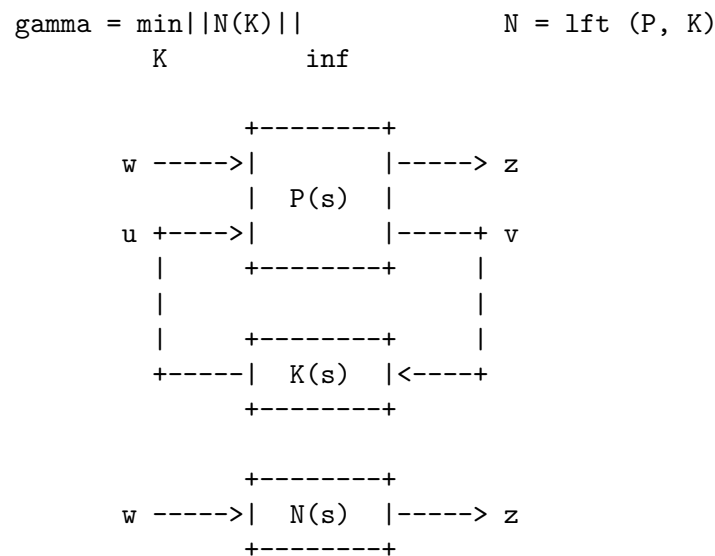 gamma = min||N(K)||             N = lft (P, K)
         K         inf

               +--------+
       w ----->|        |-----> z
               |  P(s)  |
       u +---->|        |-----+ v
         |     +--------+     |
         |                    |
         |     +--------+     |
         +-----|  K(s)  |<----+
               +--------+

               +--------+
       w ----->|  N(s)  |-----> z
               +--------+